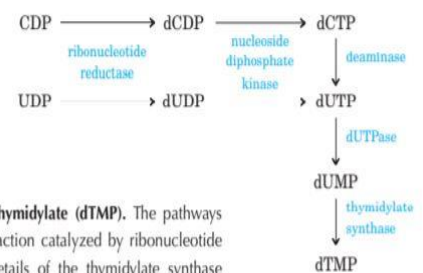 CDP dCDP dCTP
ribonucleotide reductase
nucleoside diphosphate kinase
deaminase
UDP dUDP dUTP
dUTPase
dUMP
thymidylate synthase
dTMP
hymidylate (dTMP). The pathways
action catalyzed by ribonucleotide
etails of the thymidylate synthase